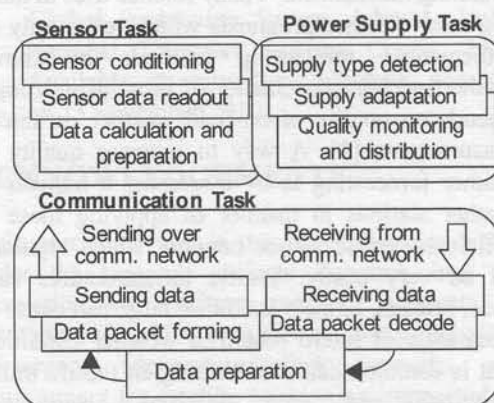 Sensor Task
Sensor conditioning
Sensor data readout
Data calculation and
preparation
Power Supply Task
Supply type detection
Supply adaptation
Quality monitoring
and distribution
Communication Task
Sending over
comm. network
Receiving from
comm. network
Sending data
Receiving data
Data packet forming
Data packet decode
Data preparation